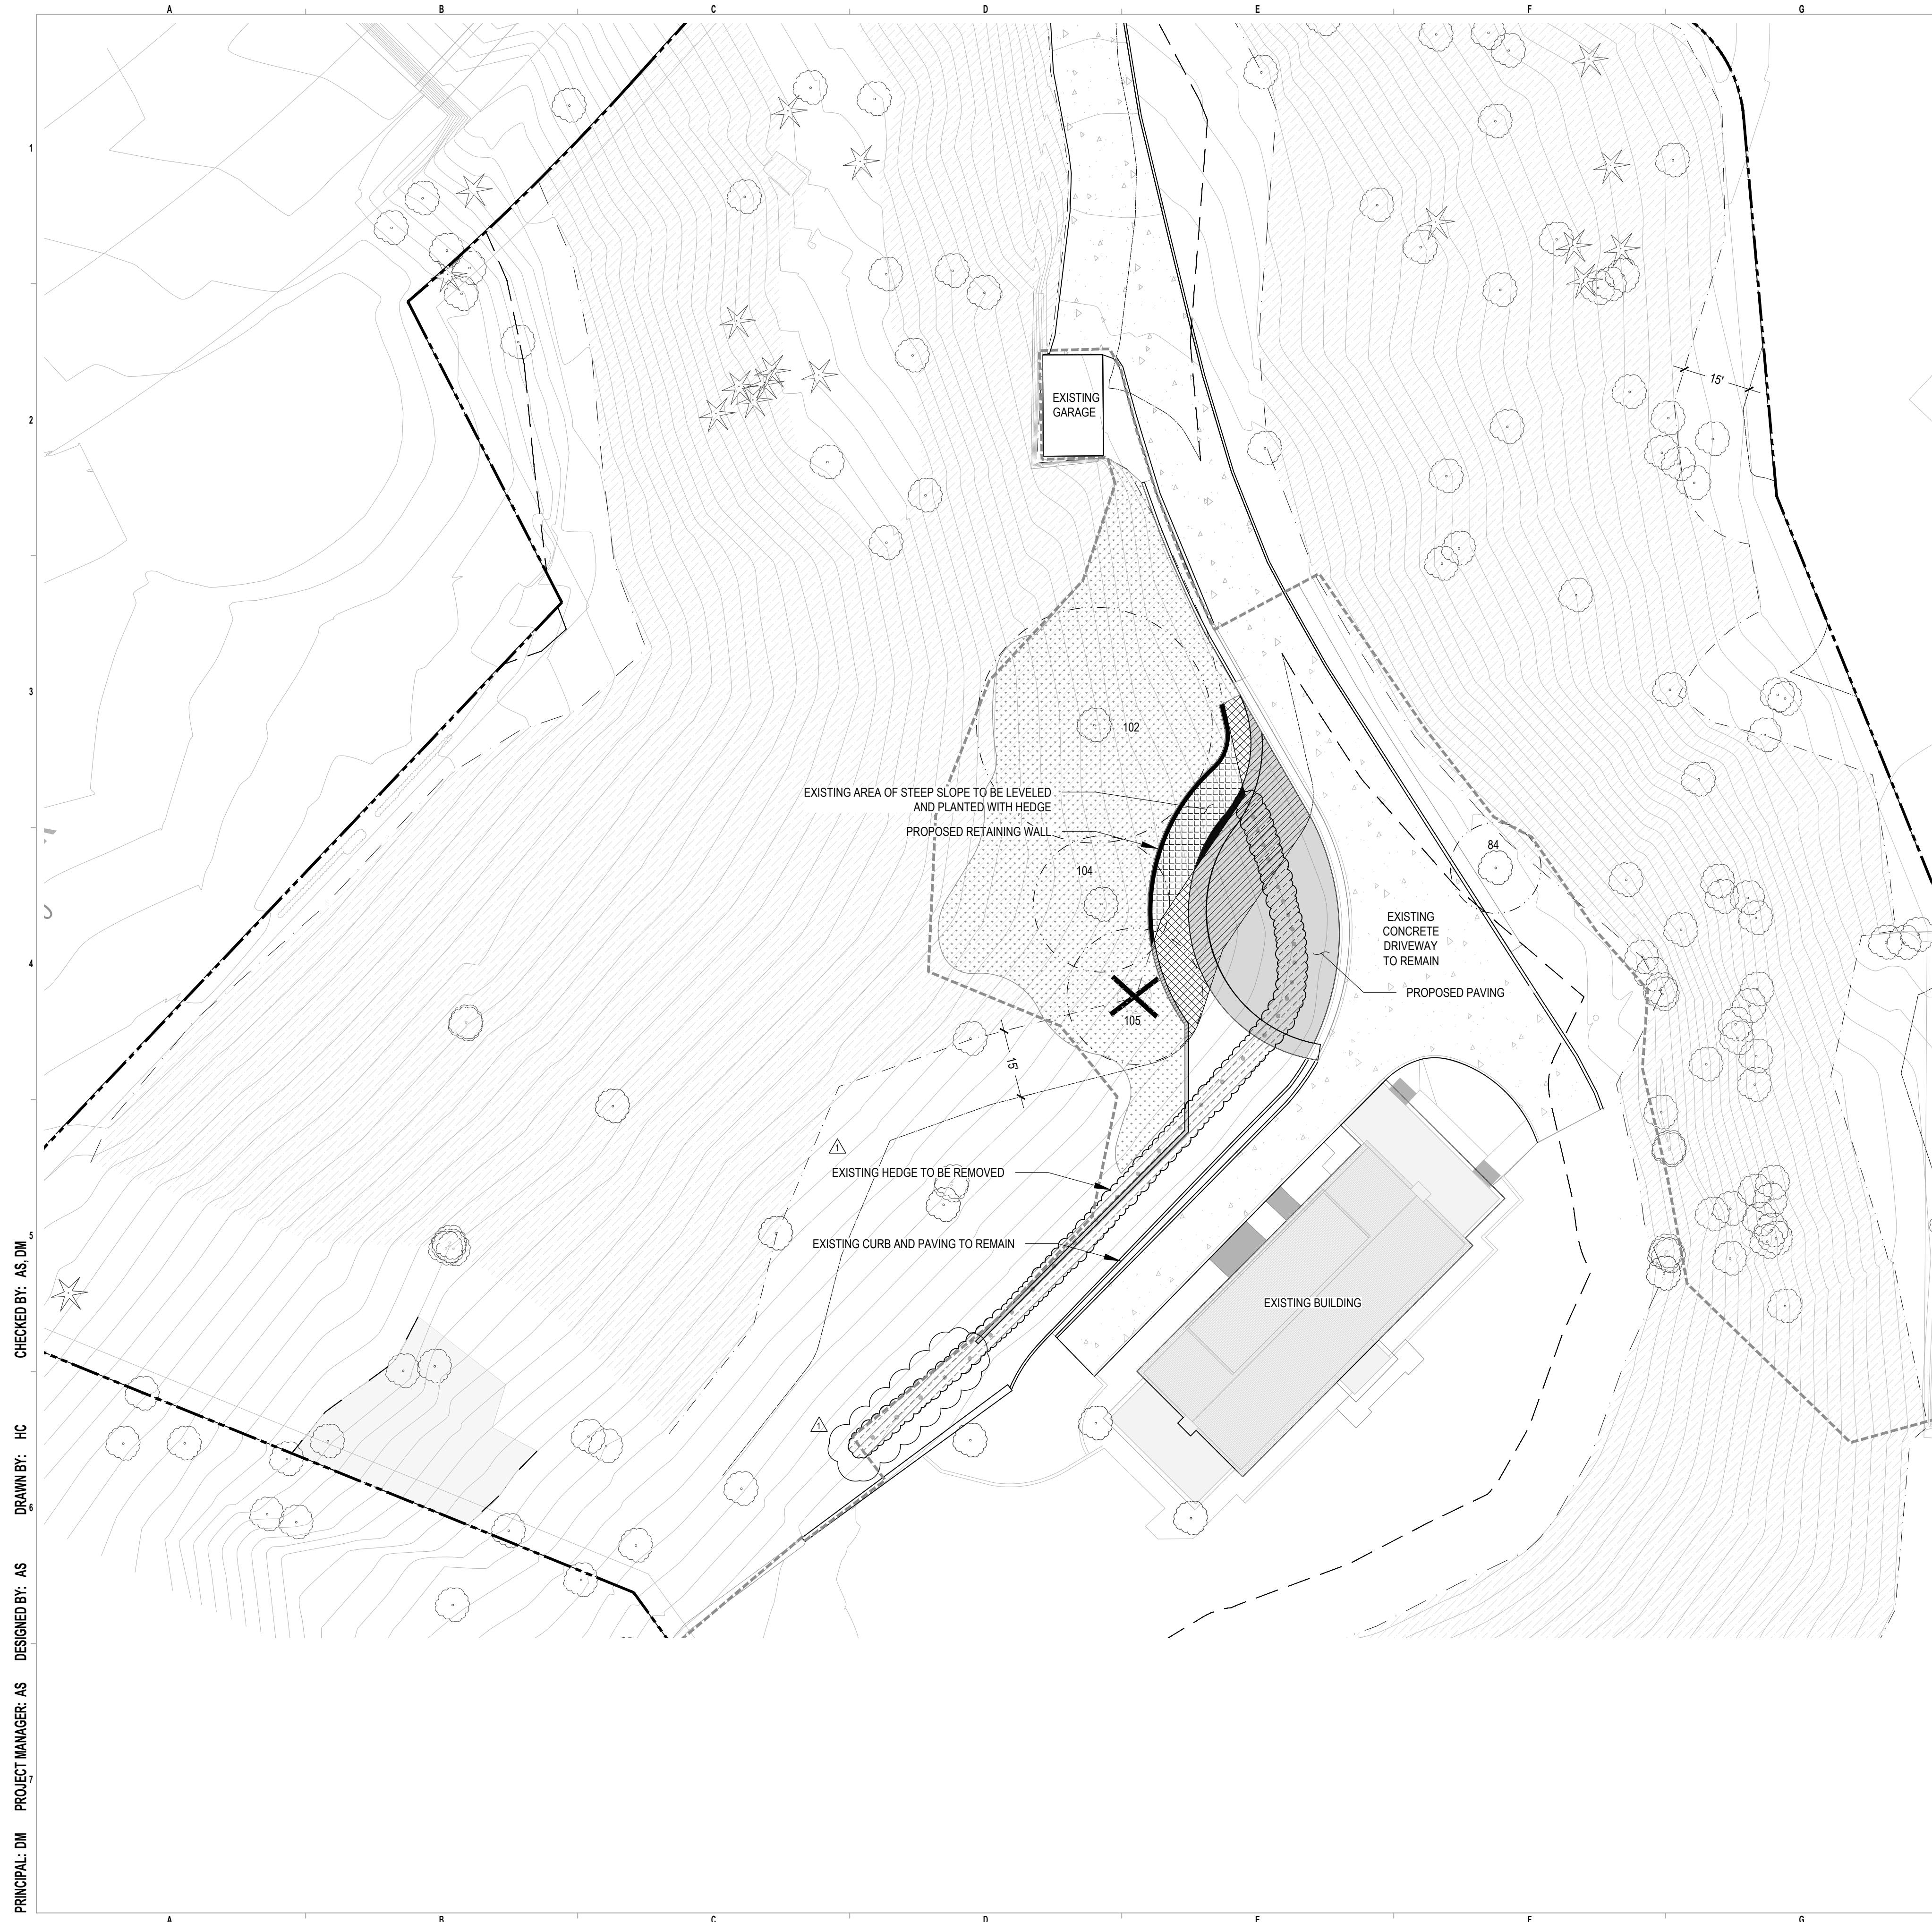 A B C D E F G
1
2
3
4
5
6
7
15'
EXISTING
GARAGE
102
EXISTING AREA OF STEEP SLOPE TO BE LEVELED
AND PLANTED WITH HEDGE
PROPOSED RETAINING WALL
104
84
EXISTING
CONCRETE
DRIVEWAY
TO REMAIN
PROPOSED PAVING
105
15'
1
EXISTING HEDGE TO BE REMOVED
EXISTING CURB AND PAVING TO REMAIN
EXISTING BUILDING
1
PRINCIPAL: DM PROJECT MANAGER: AS DESIGNED BY: AS DRAWN BY: HC CHECKED BY: AS, DM
A B C D E F G